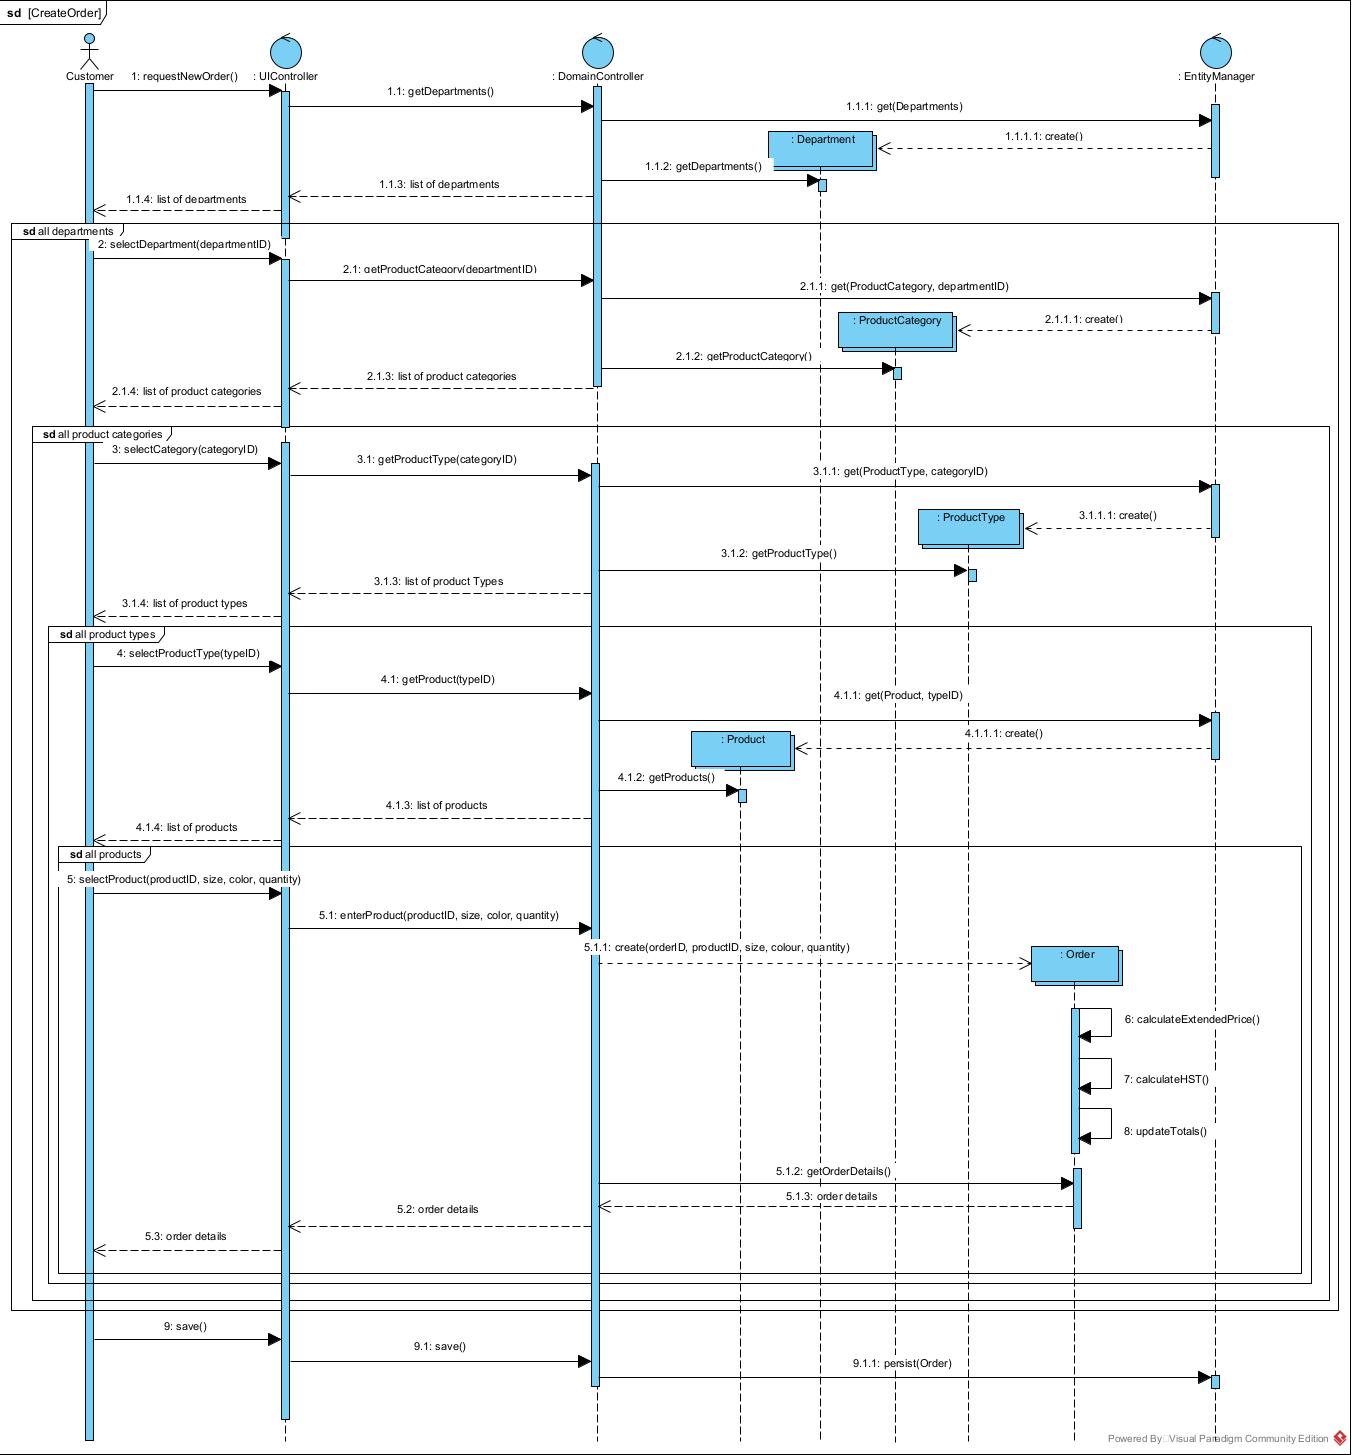 sd [CreateOrder]
Customer
: UIController
: DomainController
: EntityManager
1: requestNewOrder()
1.1: getDepartments()
1.1.1: get(Departments)
: Department
1.1.1.1: create()
1.1.2: getDepartments()
1.1.3: list of departments
1.1.4: list of departments
sd all departments
2: selectDepartment(departmentID)
2.1: getProductCategory(departmentID)
2.1.1: get(ProductCategory, departmentID)
: ProductCategory
2.1.1.1: create()
2.1.2: getProductCategory()
2.1.3: list of product categories
2.1.4: list of product categories
sd all product categories
3: selectCategory(categoryID)
3.1: getProductType(categoryID)
3.1.1: get(ProductType, categoryID)
: ProductType
3.1.1.1: create()
3.1.2: getProductType()
3.1.3: list of product Types
3.1.4: list of product types
sd all product types
4: selectProductType(typeID)
4.1: getProduct(typeID)
4.1.1: get(Product, typeID)
: Product
4.1.1.1: create()
4.1.2: getProducts()
4.1.3: list of products
4.1.4: list of products
sd all products
5: selectProduct(productID, size, color, quantity)
5.1: enterProduct(productID, size, color, quantity)
5.1.1: create(orderID, productID, size, colour, quantity)
: Order
6: calculateExtendedPrice()
7: calculateHST()
8: updateTotals()
5.1.2: getOrderDetails()
5.1.3: order details
5.2: order details
5.3: order details
9: save()
9.1: save()
9.1.1: persist(Order)
Powered By Visual Paradigm Community Edition